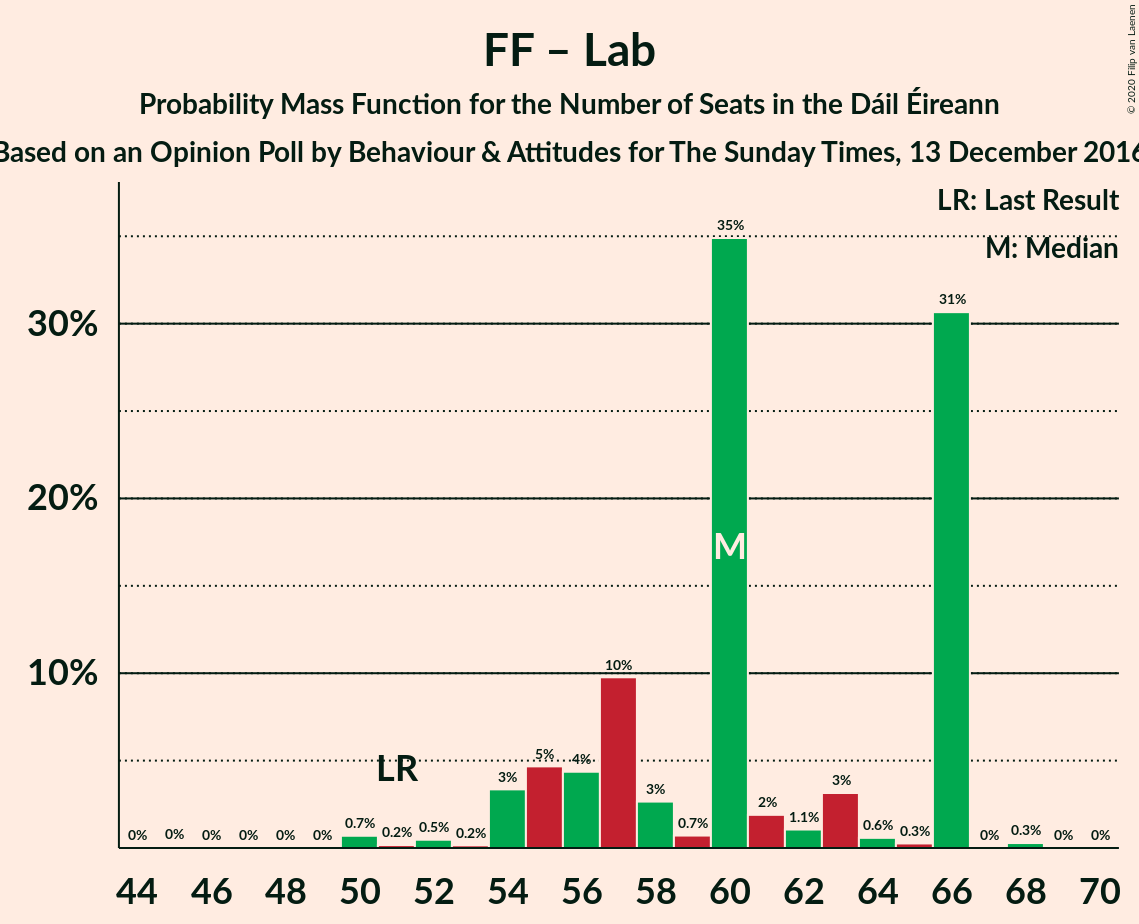 FF – Lab
Probability Mass Function for the Number of Seats in the Dáil Éireann
Based on an Opinion Poll by Behaviour & Attitudes for The Sunday Times, 13 December 2016
© 2020 Filip van Laenen
LR: Last Result
M: Median
30%
20%
10%
0% 0% 0% 0% 0% 0% 0.7% 0.2% 0.5% 0.2% 3% 5% 4% 10% 3% 0.7% 35% 2% 1.1% 3% 0.6% 0.3% 31% 0% 0.3% 0% 0%
LR
M
44 46 48 50 52 54 56 58 60 62 64 66 68 70